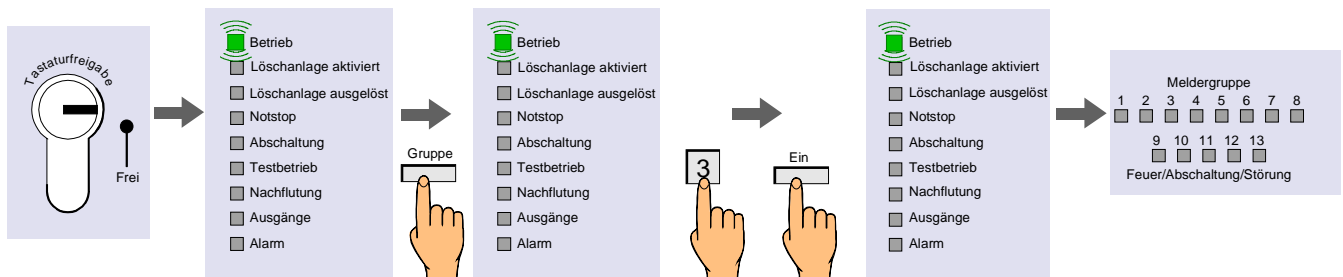 Tastaturfreigabe
Frei
Betrieb
Löschanlage aktiviert
Löschanlage ausgelöst
Notstop
Abschaltung
Testbetrieb
Nachflutung
Ausgänge
Alarm
Gruppe
Betrieb
Löschanlage aktiviert
Löschanlage ausgelöst
Notstop
Abschaltung
Testbetrieb
Nachflutung
Ausgänge
Alarm
3
Ein
Betrieb
Löschanlage aktiviert
Löschanlage ausgelöst
Notstop
Abschaltung
Testbetrieb
Nachflutung
Ausgänge
Alarm
Meldergruppe
1 2 3 4 5 6 7 8
9 10 11 12 13
Feuer/Abschaltung/Störung